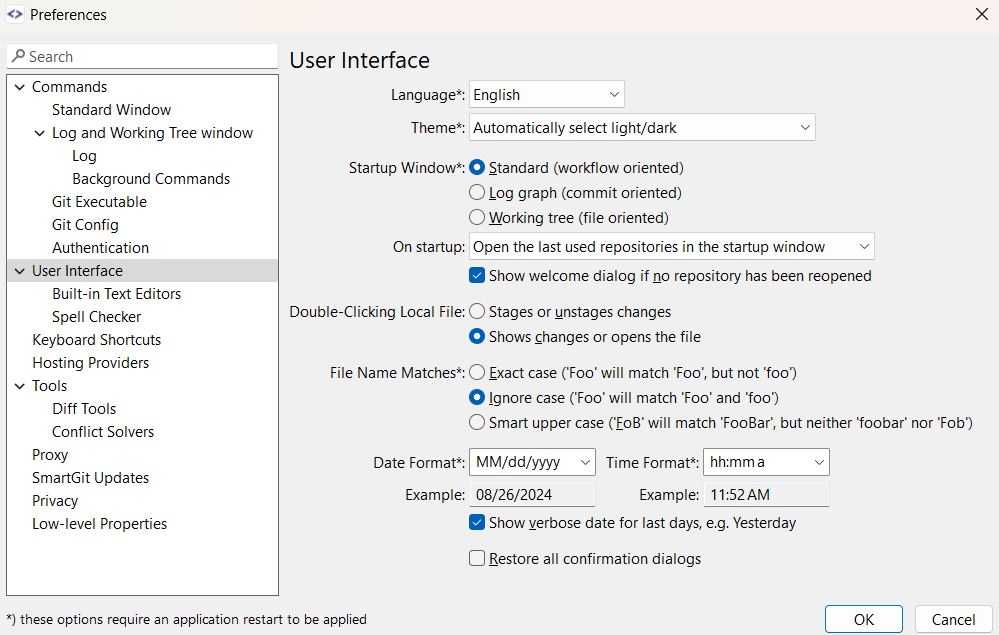 Preferences
Search
Commands
Standard Window
Log and Working Tree window
Log
Background Commands
Git Executable
Git Config
Authentication
User Interface
Built-in Text Editors
Spell Checker
Keyboard Shortcuts
Hosting Providers
Tools
Diff Tools
Conflict Solvers
Proxy
SmartGit Updates
Privacy
Low-level Properties
User Interface
Language*: English
Theme*: Automatically select light/dark
Startup Window*: Standard (workflow oriented)
Log graph (commit oriented)
Working tree (file oriented)
On startup: Open the last used repositories in the startup window
Show welcome dialog if no repository has been reopened
Double-Clicking Local File: Stages or unstages changes
Shows changes or opens the file
File Name Matches*: Exact case ('Foo' will match 'Foo', but not 'foo')
Ignore case ('Foo' will match 'Foo' and 'foo')
Smart upper case ('FoB' will match 'FooBar', but neither 'foobar' nor 'Fob')
Date Format*: MM/dd/yyyy Time Format*: hh:mm a
Example: 08/26/2024 Example: 11:52 AM
Show verbose date for last days, e.g. Yesterday
Restore all confirmation dialogs
*) these options require an application restart to be applied
OK Cancel